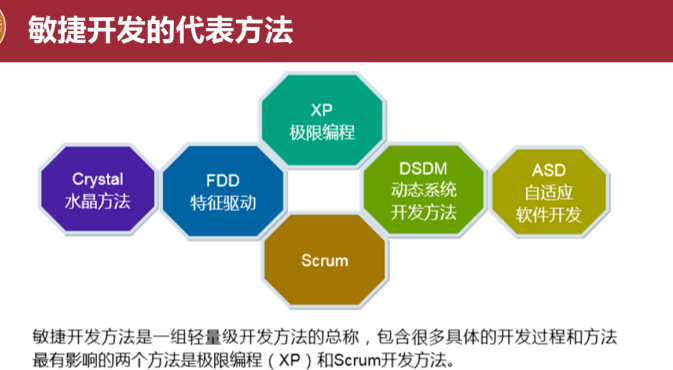 敏捷开发的代表方法
XP
极限编程
Crystal
水晶方法
FDD
特征驱动
DSDM
动态系统
开发方法
ASD
自适应
软件开发
Scrum
敏捷开发方法是一组轻量级开发方法的总称，包含很多具体的开发过程和方法
最有影响的两个方法是极限编程（XP）和Scrum开发方法。